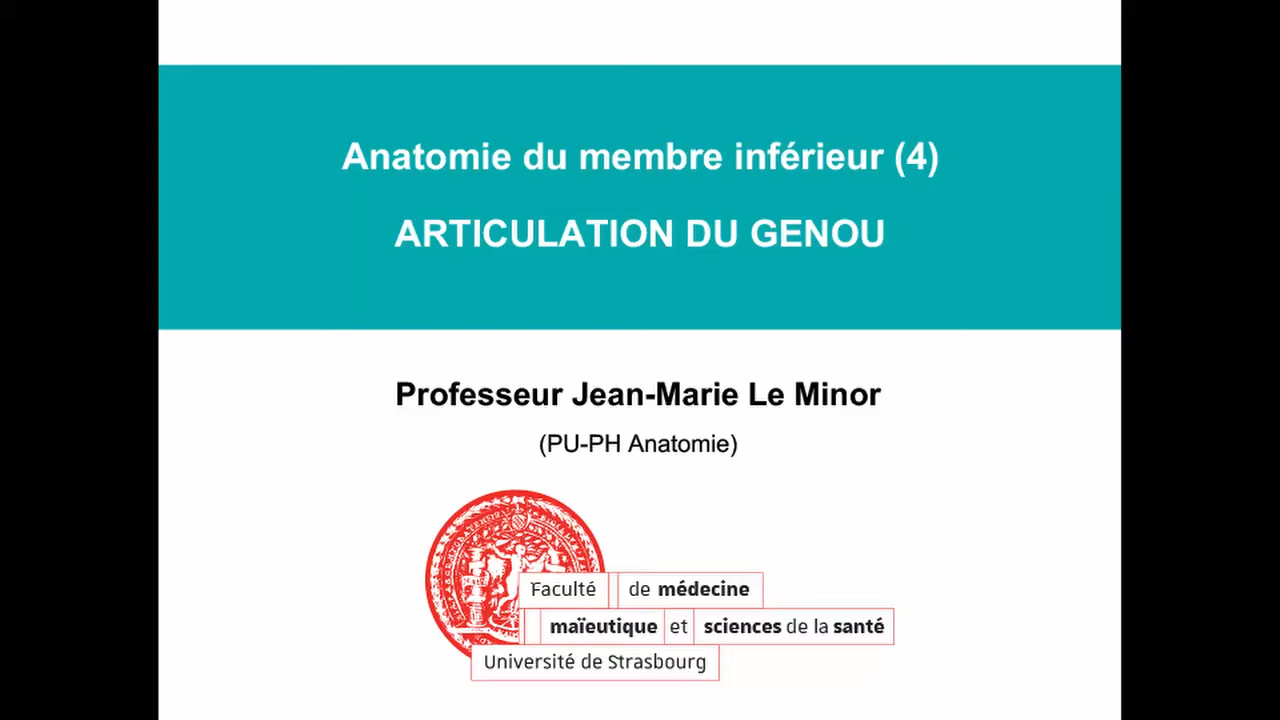 Anatomie du membre inférieur (4)
ARTICULATION DU GENOU
Professeur Jean-Marie Le Minor
(PU-PH Anatomie)
Faculté de médecine
maïeutique et sciences de la santé
Université de Strasbourg